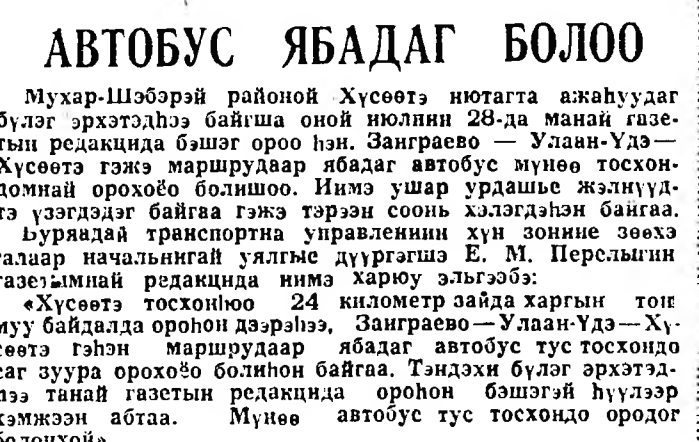 АВТОБУС ЯБАДАГ БОЛОО
Мухар-Шэбэрэй районой Хүсөөтэ нютагта ажаһуудаг
бүлэг эрхэтэдһээ байгша оной июлиин 28-да манай газе-
тын редакцида бэшэг ороо һэн. Заиграево — Улаан-Үдэ—
Хүсөөтэ гэжэ маршрудаар ябадаг автобус мүнөө тосхон-
домнай орохоёо болишоо. Иимэ ушар урдашье жэлнүүд-
тэ үзэгдэдэг байгаа гэжэ тэрээн соонь хэлэгдэһэн байгаа.
Буряадай транспортна управлениин хүн зониие зөөхэ
талаар начальнигай уялгые дүүргэгшэ Е. М. Перелыгин
газетымнай редакцида иимэ харюу эльгээбэ:
«Хүсөөтэ тосхонһоо 24 километр зайда харгын тон
муу байдалда ороһон дээрэһээ, Заиграево—Улаан-Үдэ—Хү-
сөөтэ гэһэн маршрудаар ябадаг автобус тус тосхондо
саг зуура орохоёо болиһон байгаа. Тэндэхи бүлэг эрхэтэд-
һээ танай газетын редакцида ороһон бэшэгэй һүүлээр
хэмжээн абтаа. Мүнөө автобус тус тосхондо ородог
болонхой».